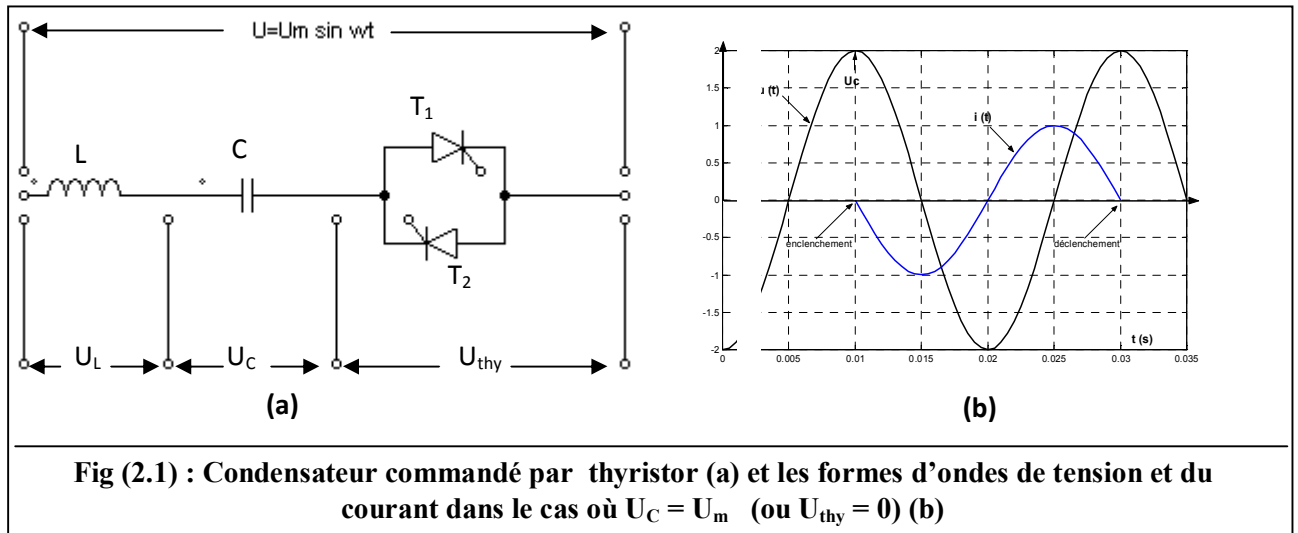 U=Um sin wt
T1
L
C
T2
UL
UC
Uthy
(a)
2
1.5
1
0.5
0
-0.5
-1
-1.5
-2
Uc
u (t)
i (t)
enclenchement
déclenchement
t (s)
0 0.005 0.01 0.015 0.02 0.025 0.03 0.035
(b)
Fig (2.1) : Condensateur commandé par thyristor (a) et les formes d'ondes de tension et du
courant dans le cas où UC = Um (ou Uthy = 0) (b)